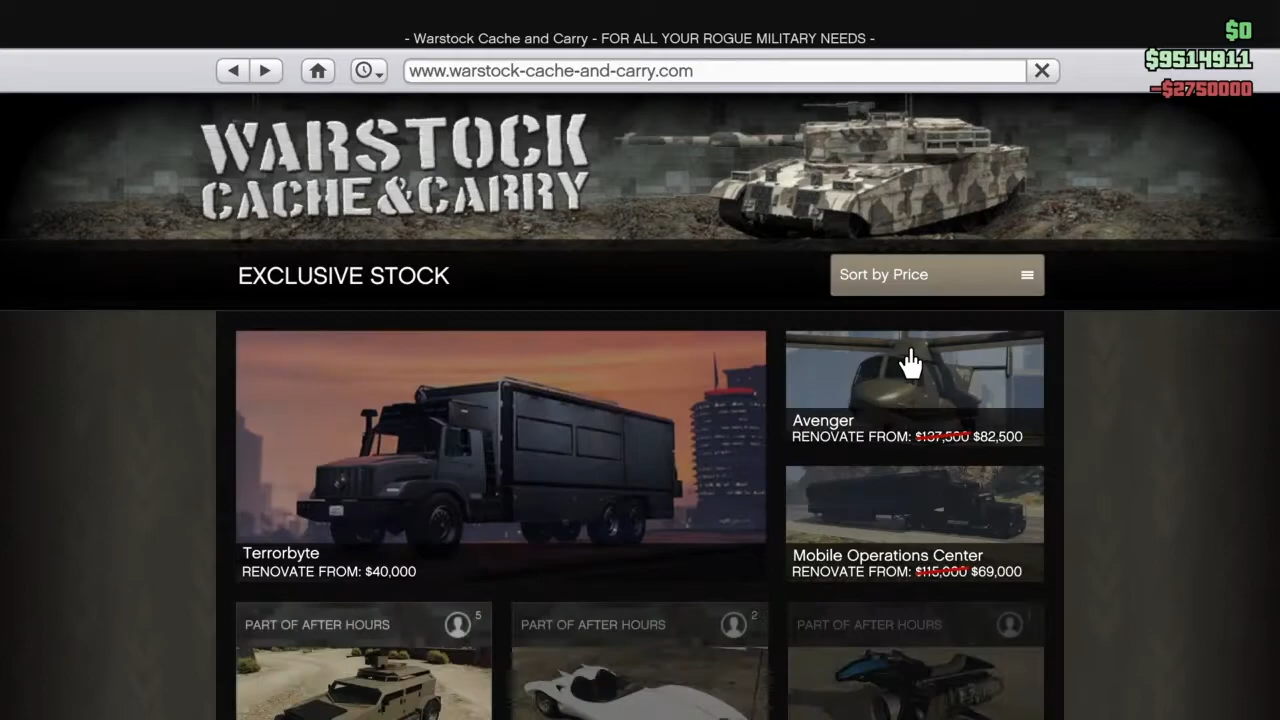 - Warstock Cache and Carry - FOR ALL YOUR ROGUE MILITARY NEEDS -
$0
$9514911
-$2750000
www.warstock-cache-and-carry.com
WARSTOCK
CACHE&CARRY
EXCLUSIVE STOCK
Sort by Price
Terrorbyte
RENOVATE FROM: $40,000
Avenger
RENOVATE FROM: $137,500 $82,500
Mobile Operations Center
RENOVATE FROM: $115,000 $69,000
PART OF AFTER HOURS 5
PART OF AFTER HOURS 2
PART OF AFTER HOURS